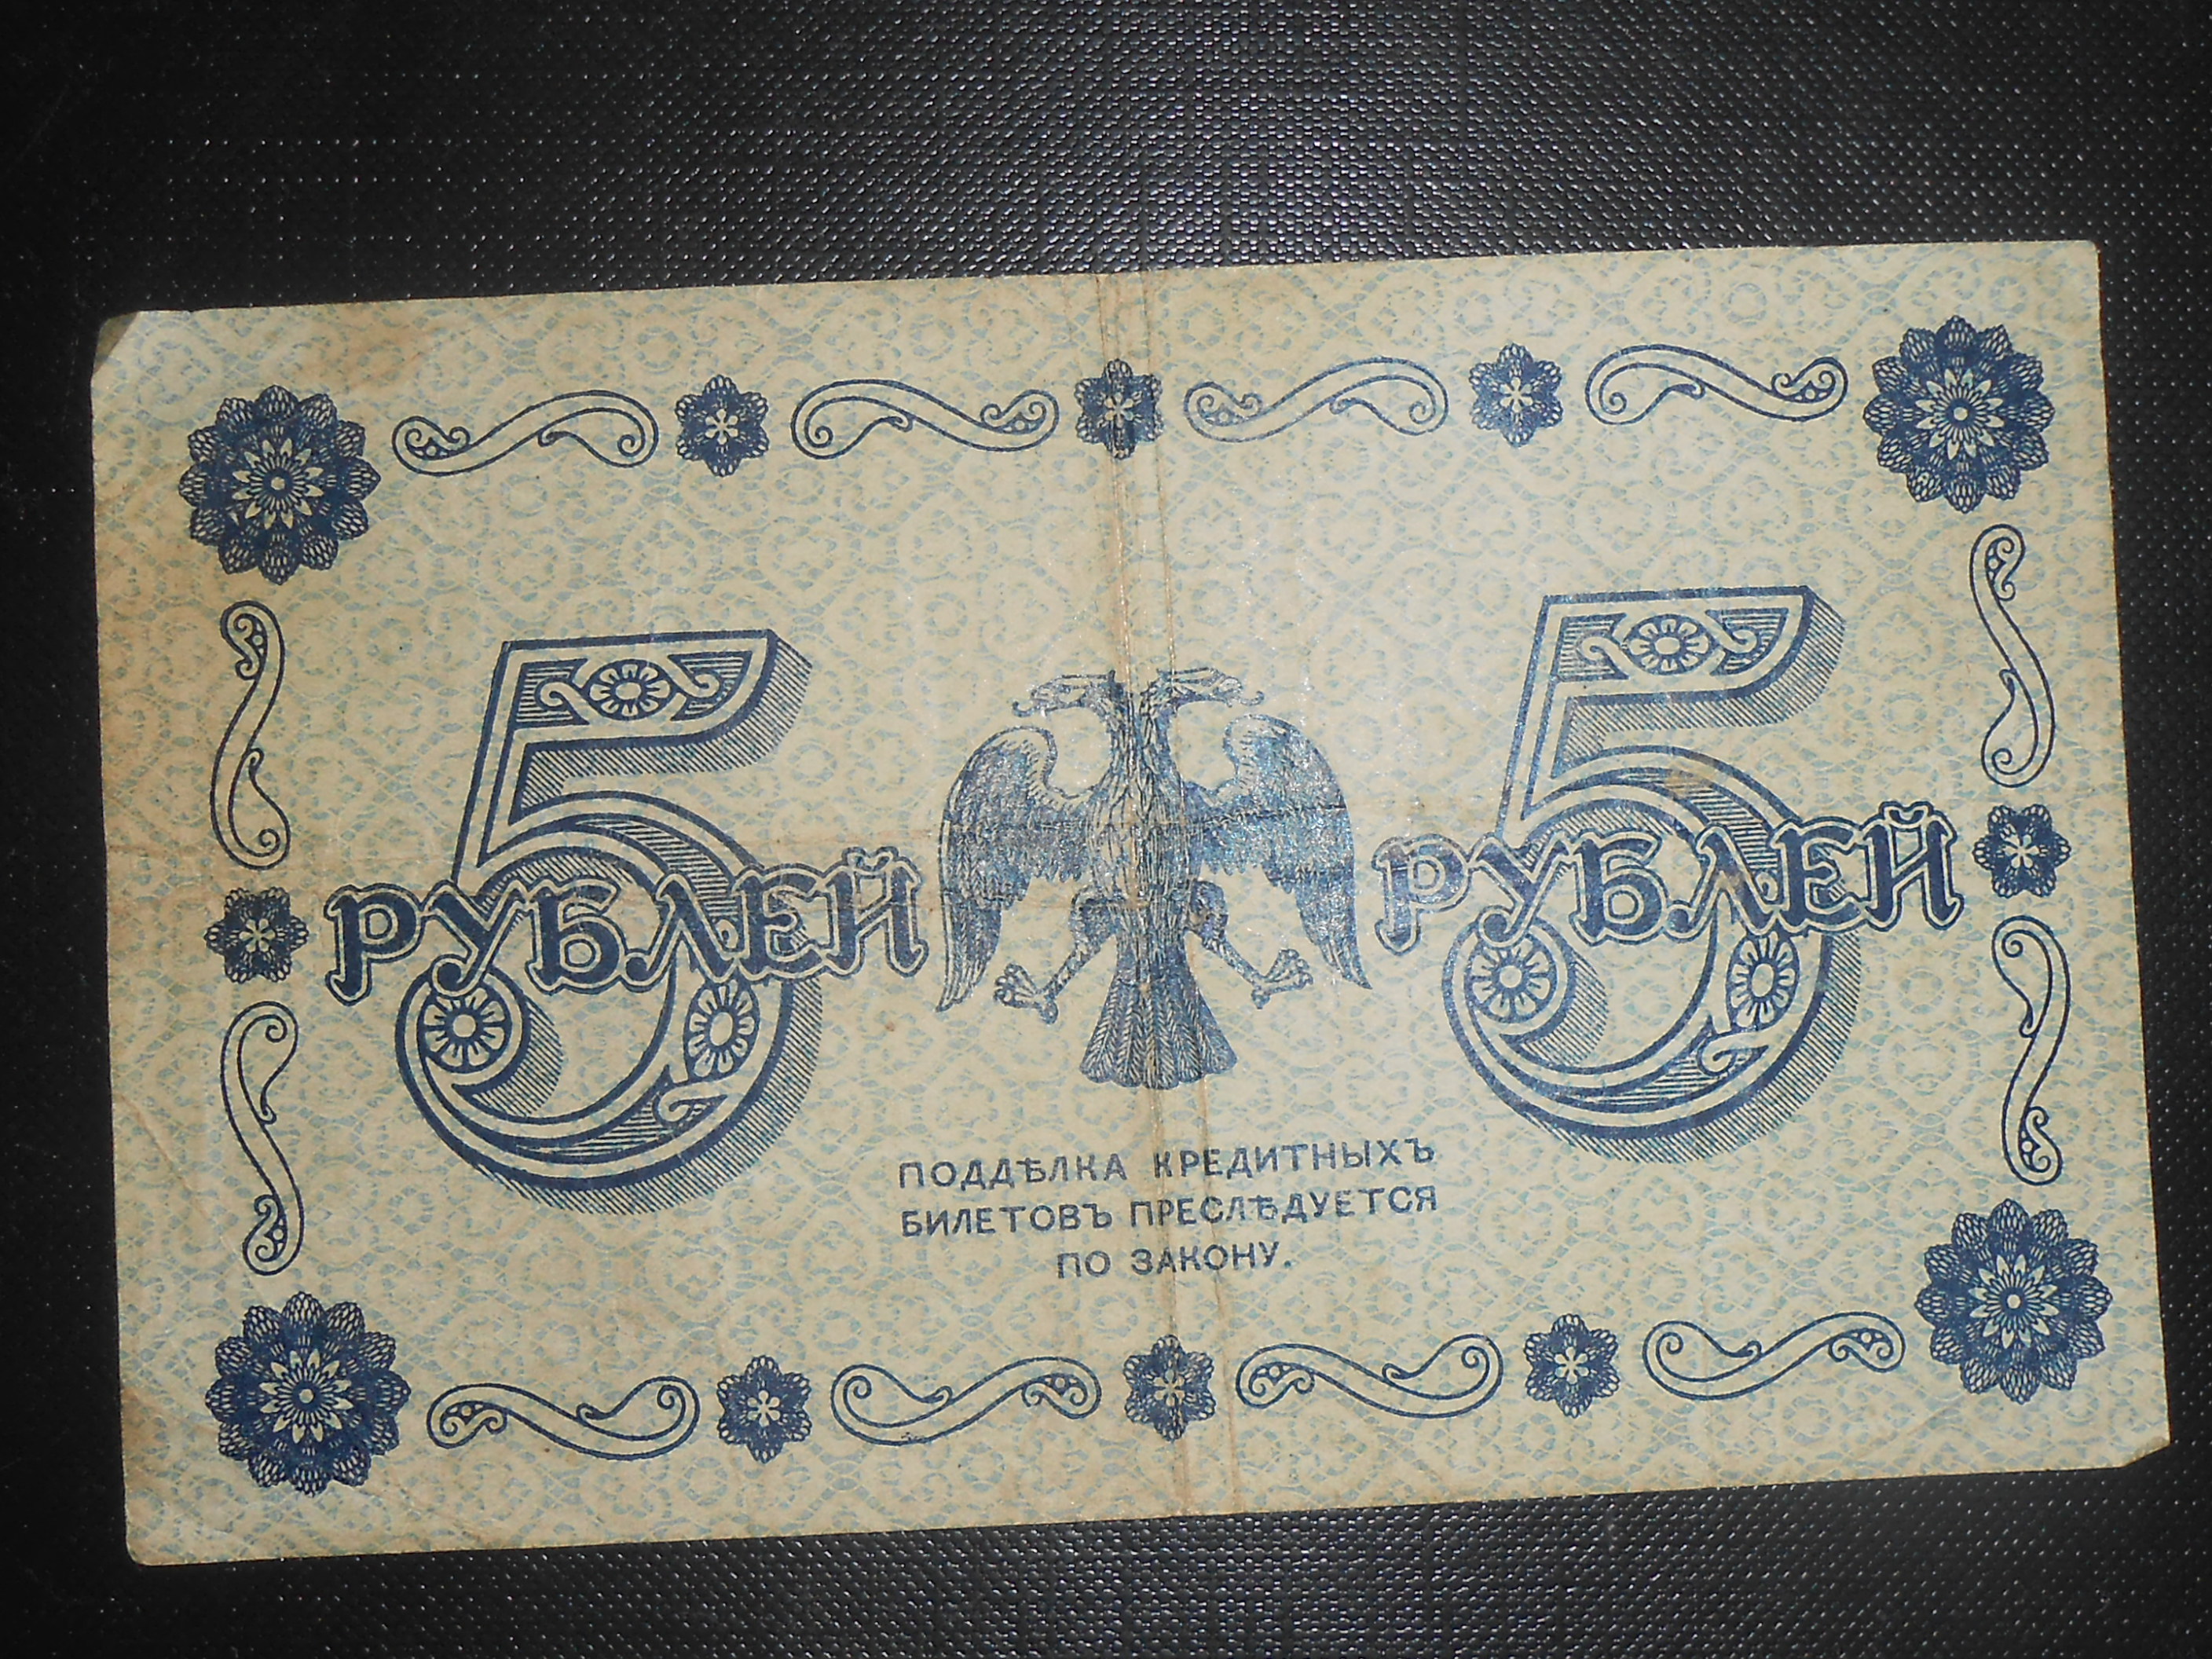 5 5
РУБЛЕЙ РУБЛЕЙ
ПОДДѢЛКА КРЕДИТНЫХЪ
БИЛЕТОВЪ ПРЕСЛѢДУЕТСЯ
ПО ЗАКОНУ.